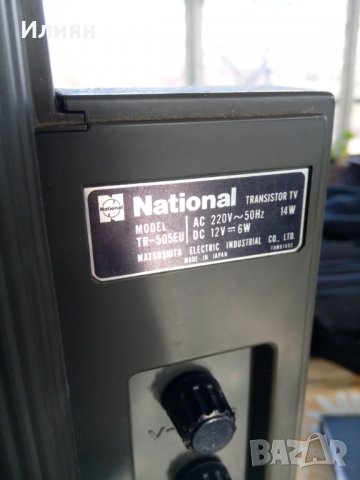 Илиян
National
National TRANSISTOR TV
MODEL AC 220V~50Hz 14W
TR-505EU DC 12V⎓6W
MATSUSHITA ELECTRIC INDUSTRIAL CO., LTD.
MADE IN JAPAN
V-
BAZAR